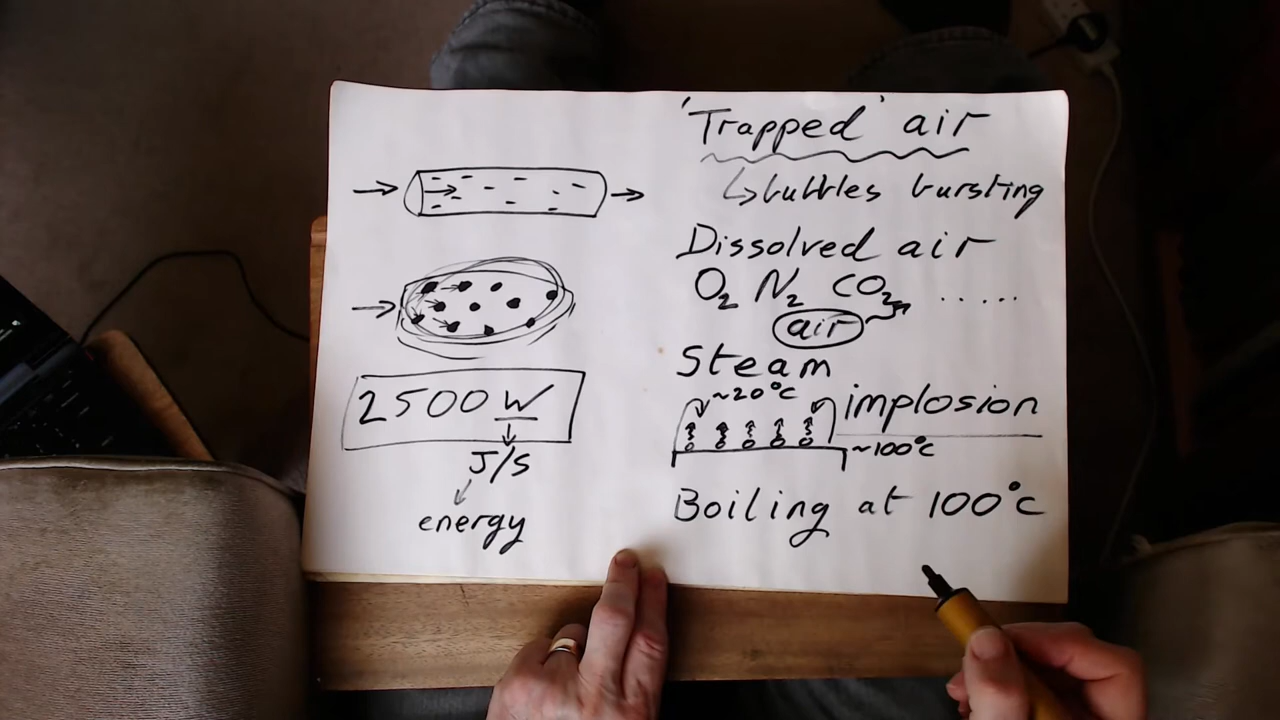 'Trapped' air
↳bubbles bursting
Dissolved air
O₂ N₂ CO₂ ......
air
Steam
~20°c
implosion
~100°c
Boiling at 100°c
2500 W
J/s
energy